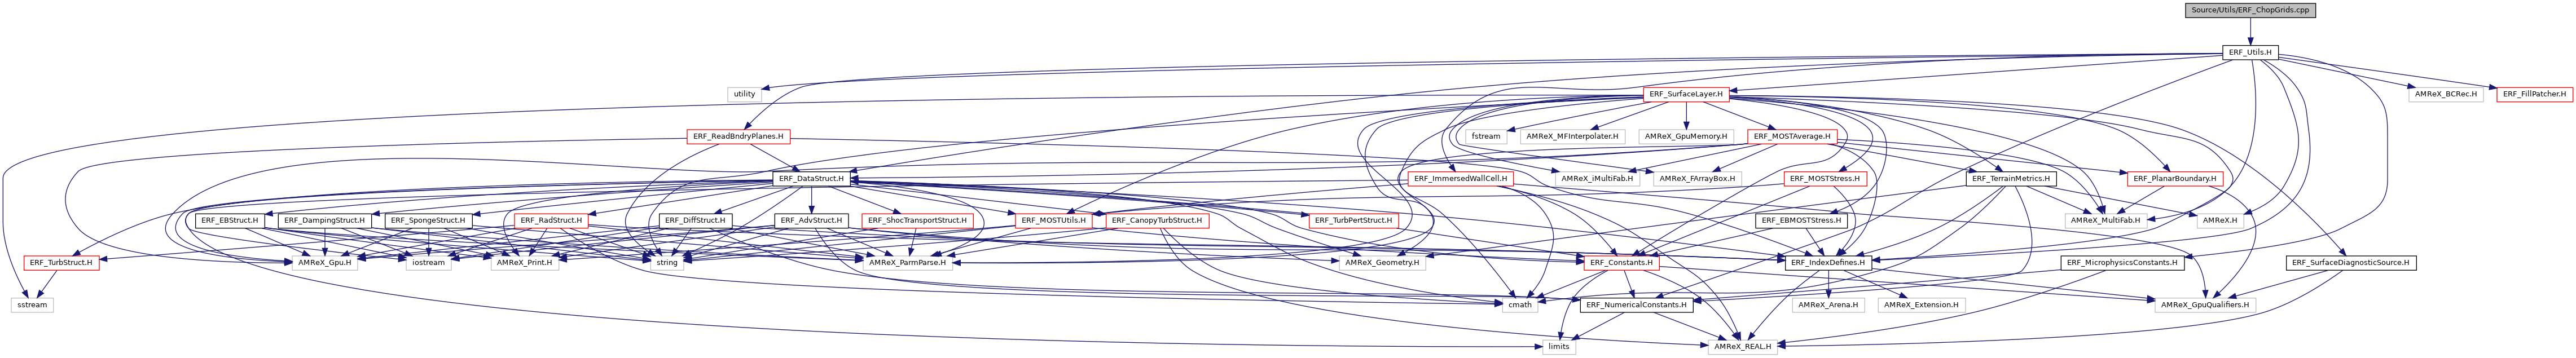 Source/Utils/ERF_ChopGrids.cpp
ERF_Utils.H
utility
ERF_SurfaceLayer.H
AMReX_BCRec.H
ERF_FillPatcher.H
ERF_ReadBndryPlanes.H
fstream
AMReX_MFInterpolater.H
AMReX_GpuMemory.H
ERF_MOSTAverage.H
ERF_DataStruct.H
ERF_ImmersedWallCell.H
AMReX_iMultiFab.H
AMReX_FArrayBox.H
ERF_MOSTStress.H
ERF_TerrainMetrics.H
ERF_PlanarBoundary.H
ERF_EBStruct.H
ERF_DampingStruct.H
ERF_SpongeStruct.H
ERF_RadStruct.H
ERF_DiffStruct.H
ERF_AdvStruct.H
ERF_ShocTransportStruct.H
ERF_MOSTUtils.H
ERF_CanopyTurbStruct.H
ERF_TurbPertStruct.H
ERF_EBMOSTStress.H
AMReX_MultiFab.H
AMReX.H
ERF_TurbStruct.H
AMReX_Gpu.H
iostream
AMReX_Print.H
string
AMReX_ParmParse.H
AMReX_Geometry.H
ERF_Constants.H
ERF_IndexDefines.H
ERF_MicrophysicsConstants.H
ERF_SurfaceDiagnosticSource.H
sstream
cmath
ERF_NumericalConstants.H
AMReX_Arena.H
AMReX_Extension.H
AMReX_GpuQualifiers.H
limits
AMReX_REAL.H